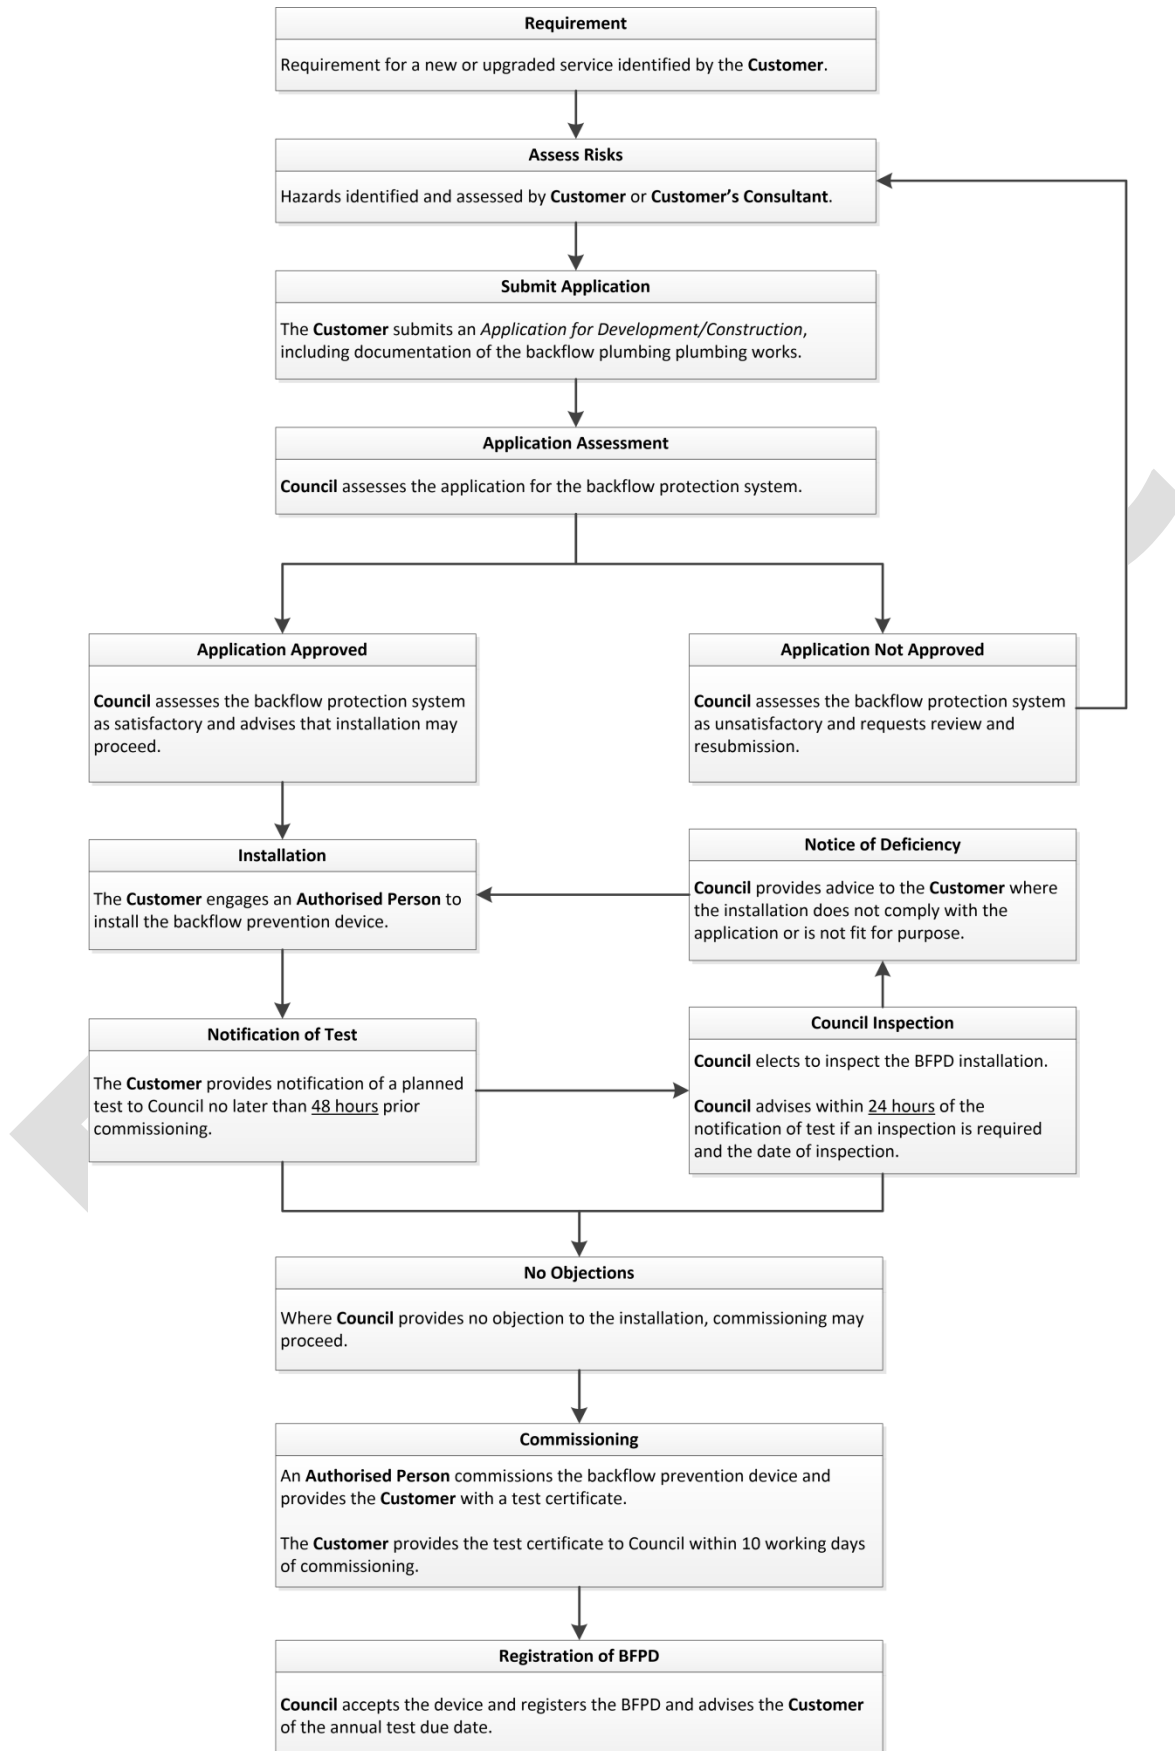 Requirement
Requirement for a new or upgraded service identified by the Customer.
Assess Risks
Hazards identified and assessed by Customer or Customer's Consultant.
Submit Application
The Customer submits an Application for Development/Construction,
including documentation of the backflow plumbing plumbing works.
Application Assessment
Council assesses the application for the backflow protection system.
Application Approved
Council assesses the backflow protection system
as satisfactory and advises that installation may
proceed.
Application Not Approved
Council assesses the backflow protection system
as unsatisfactory and requests review and
resubmission.
Installation
The Customer engages an Authorised Person to
install the backflow prevention device.
Notice of Deficiency
Council provides advice to the Customer where
the installation does not comply with the
application or is not fit for purpose.
Notification of Test
The Customer provides notification of a planned
test to Council no later than 48 hours prior
commissioning.
Council Inspection
Council elects to inspect the BFPD installation.
Council advises within 24 hours of the
notification of test if an inspection is required
and the date of inspection.
No Objections
Where Council provides no objection to the installation, commissioning may
proceed.
Commissioning
An Authorised Person commissions the backflow prevention device and
provides the Customer with a test certificate.
The Customer provides the test certificate to Council within 10 working days
of commissioning.
Registration of BFPD
Council accepts the device and registers the BFPD and advises the Customer
of the annual test due date.